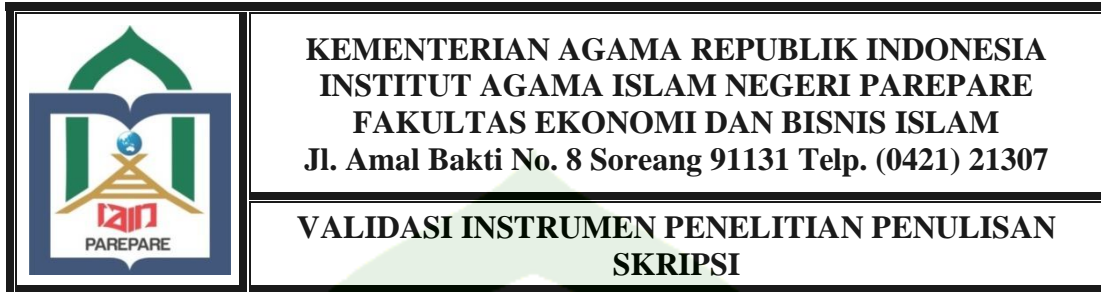 KEMENTERIAN AGAMA REPUBLIK INDONESIA
INSTITUT AGAMA ISLAM NEGERI PAREPARE
FAKULTAS EKONOMI DAN BISNIS ISLAM
Jl. Amal Bakti No. 8 Soreang 91131 Telp. (0421) 21307
iain
PAREPARE
VALIDASI INSTRUMEN PENELITIAN PENULISAN
SKRIPSI